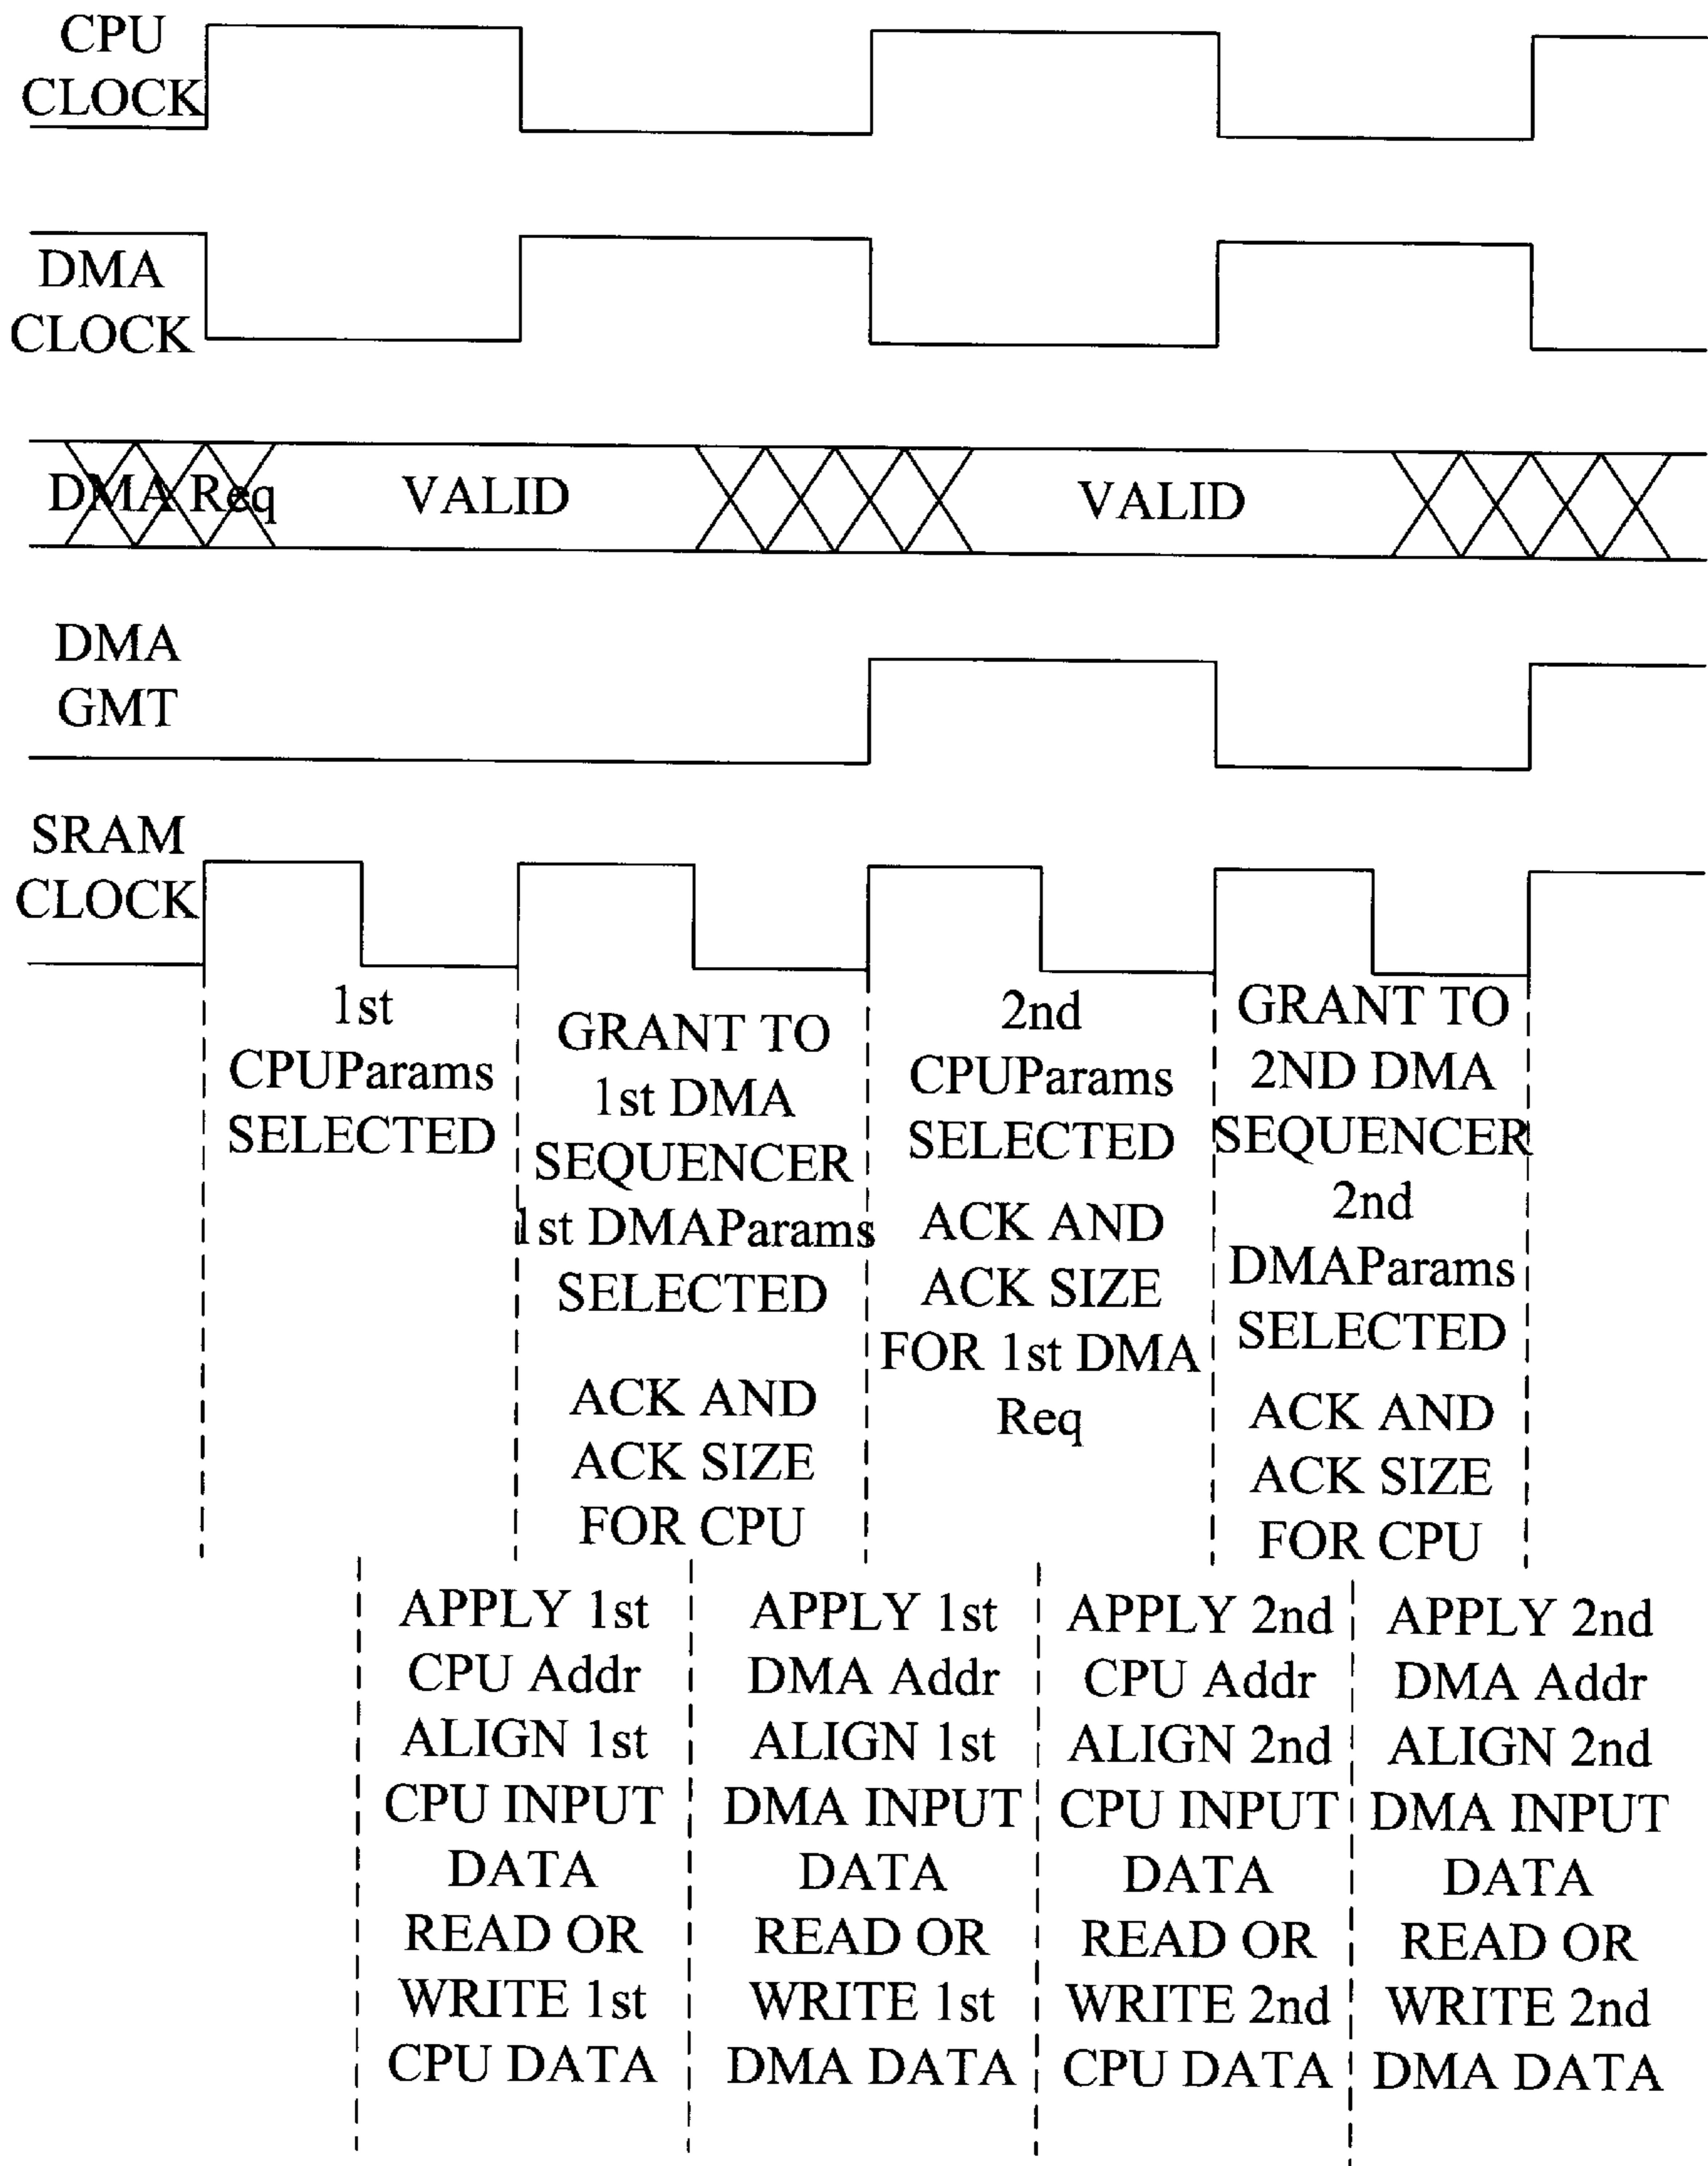 CPU
CLOCK
DMA
CLOCK
DMA Req
VALID
VALID
DMA
GMT
SRAM
CLOCK
1st
CPUParams
SELECTED
GRANT TO
1st DMA
SEQUENCER
1st DMAParams
SELECTED
ACK AND
ACK SIZE
FOR CPU
2nd
CPUParams
SELECTED
ACK AND
ACK SIZE
FOR 1st DMA
Req
GRANT TO
2ND DMA
SEQUENCER
2nd
DMAParams
SELECTED
ACK AND
ACK SIZE
FOR CPU
APPLY 1st
CPU Addr
ALIGN 1st
CPU INPUT
DATA
READ OR
WRITE 1st
CPU DATA
APPLY 1st
DMA Addr
ALIGN 1st
DMA INPUT
DATA
READ OR
WRITE 1st
DMA DATA
APPLY 2nd
CPU Addr
ALIGN 2nd
CPU INPUT
DATA
READ OR
WRITE 2nd
CPU DATA
APPLY 2nd
DMA Addr
ALIGN 2nd
DMA INPUT
DATA
READ OR
WRITE 2nd
DMA DATA